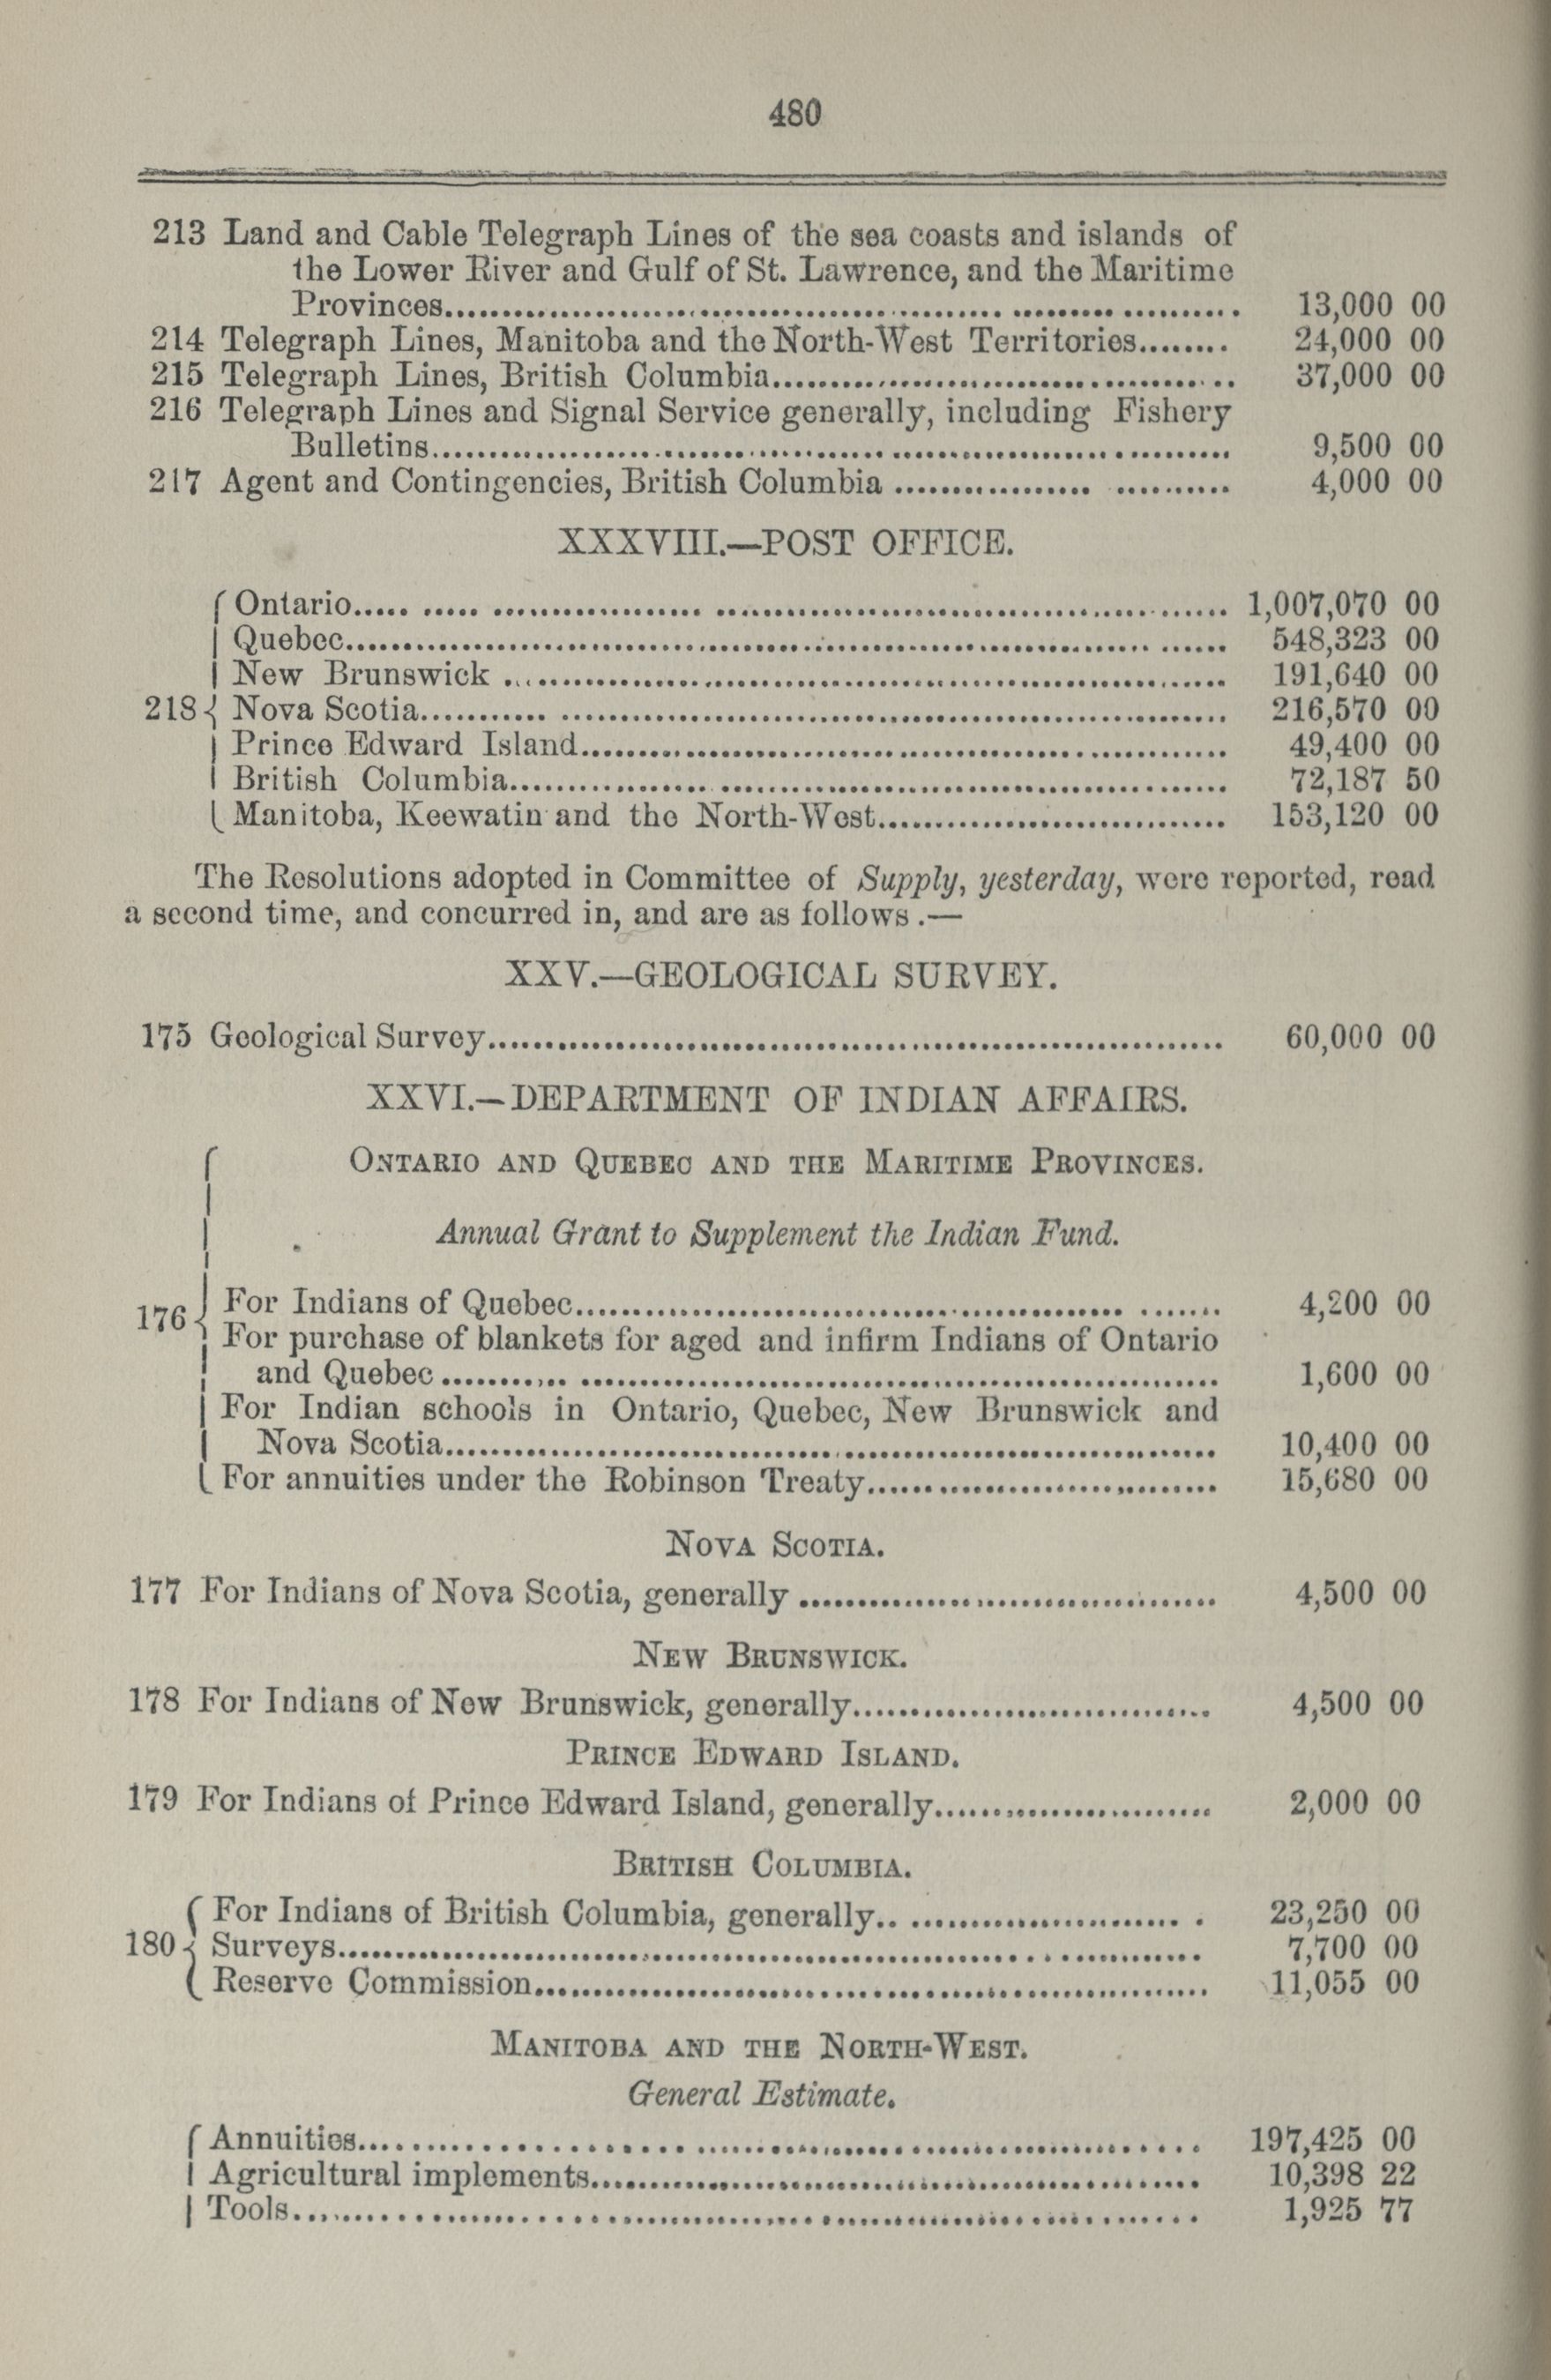 480
213 Land and Cable Telegraph Lines of the sea coasts and islands of
the Lower River and Gulf of St. Lawrence, and the Maritime
Provinces........ 13,000 00
214 Telegraph Lines, Manitoba and the North-West Territories........ 24,000 00
215 Telegraph Lines, British Columbia........ 37,000 00
216 Telegraph Lines and Signal Service generally, including Fishery
Bulletins........ 9,500 00
217 Agent and Contingencies, British Columbia ........ 4,000 00
XXXVIII.—POST OFFICE.
Ontario........ 1,007,070 00
Quebec........ 548,323 00
New Brunswick ........ 191,640 00
218 Nova Scotia........ 216,570 00
Prince Edward Island........ 49,400 00
British Columbia........ 72,187 50
Manitoba, Keewatin and the North-West........ 153,120 00
The Resolutions adopted in Committee of Supply, yesterday, were reported, read
a second time, and concurred in, and are as follows .—
XXV.—GEOLOGICAL SURVEY.
175 Geological Survey........ 60,000 00
XXVI.—DEPARTMENT OF INDIAN AFFAIRS.
ONTARIO AND QUEBEC AND THE MARITIME PROVINCES.
Annual Grant to Supplement the Indian Fund.
176 For Indians of Quebec........ 4,200 00
For purchase of blankets for aged and infirm Indians of Ontario
and Quebec ........ 1,600 00
For Indian schools in Ontario, Quebec, New Brunswick and
Nova Scotia........ 10,400 00
For annuities under the Robinson Treaty........ 15,680 00
NOVA SCOTIA.
177 For Indians of Nova Scotia, generally ........ 4,500 00
NEW BRUNSWICK.
178 For Indians of New Brunswick, generally........ 4,500 00
PRINCE EDWARD ISLAND.
179 For Indians of Prince Edward Island, generally........ 2,000 00
BRITISH COLUMBIA.
For Indians of British Columbia, generally........ 23,250 00
180 Surveys........ 7,700 00
Reserve Commission........ 11,055 00
MANITOBA AND THE NORTH-WEST.
General Estimate.
Annuities........ 197,425 00
Agricultural implements........ 10,398 22
Tools........ 1,925 77